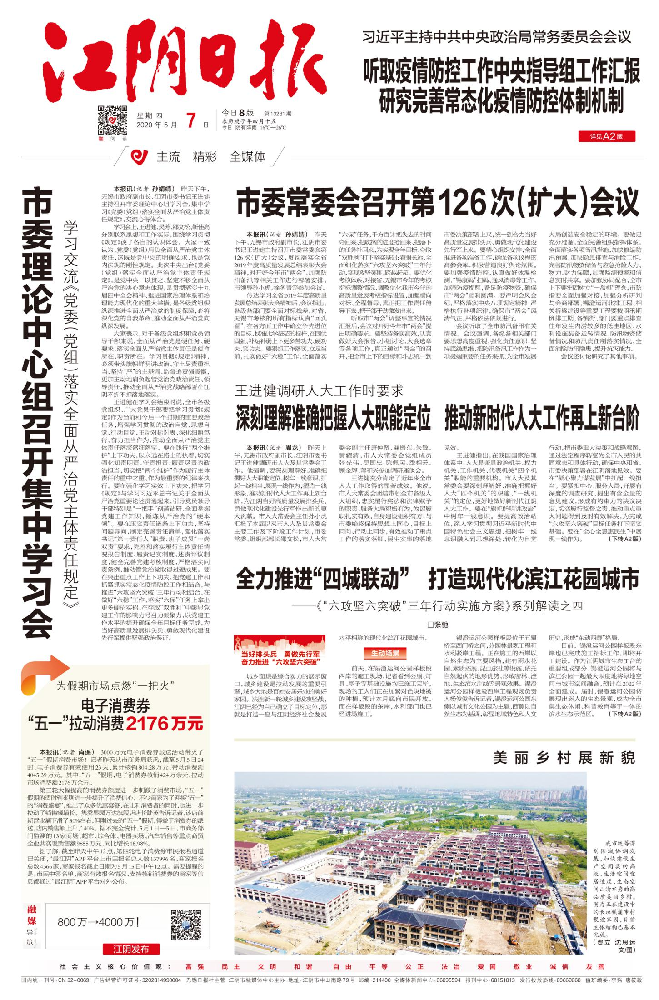 江阴日报
融 阅 读
星期 四
2020 年 5 月 7 日
今日8版 第10281期
农历庚子年四月十五
今日:阴有阵雨 16℃—26℃
主流 精彩 全媒体
习近平主持中共中央政治局常务委员会会议
听取疫情防控工作中央指导组工作汇报
研究完善常态化疫情防控体制机制
详见A2版
市委理论中心组召开集中学习会
学习交流《党委(党组)落实全面从严治党主体责任规定》
本报讯(记者 孙婧婧) 昨天下午,
无锡市政府副市长、江阴市委书记王进健
主持召开市委理论中心组学习会,集中学
习《党委(党组)落实全面从严治党主体责
任规定》,交流心得体会。
学习会上,王进健、吴芳、邵文松、靳佳高
分别联系思想和工作实际,围绕学习贯彻
《规定》谈了各自的认识体会。大家一致
认为,党委(党组)肩负全面从严治党主体
责任,这既是党中央的明确要求,也是党
内法规的刚性规定。此次中央出台《党委
(党组)落实全面从严治党主体责任规
定》,是党中央一以贯之、坚定不移全面从
严治党的决心意志体现,是贯彻落实十九
届四中全会精神、推进国家治理体系和治
理能力现代化的重大举措,是各级党组织
纵深推进全面从严治党的制度保障,必将
深化党的自我革命、推动全面从严治党向
纵深发展。
大家表示,对于各级党组织和党员领
导干部来说,全面从严治党是硬任务、硬
要求,落实全面从严治党主体责任是使命
所在、职责所在。学习贯彻《规定》精神,
必须带头旗帜鲜明讲政治、守土尽责重担
当、坚持“严”的主基调、监督追责强震慑,
更加主动地肩负起管党治党政治责任、领
导责任,推动全面从严治党战略部署在江
阴不折不扣落地落实。
王进健在学习会结束时说,全市各级
党组织、广大党员干部要把学习贯彻《规
定》作为当前和今后一个时期的重要政治
任务,增强学习贯彻的政治自觉、思想自
觉、行动自觉,主动对标对表、深化细照笃
行、奋力担当作为,推动全面从严治党主
体责任落深落细落实。要在践行“两个维
护”上下功夫,以永远在路上的执着,切实
强化知责明责、守责担责、履责尽责的政
治担当,切实把“两个维护”作为履行主体
责任的重中之重、作为最重要的纪律来执
行。要在强化学习实效上下功夫,把学习
《规定》与学习习近平总书记关于全面从
严治党重要论述贯通起来,引导党员领导
干部特别是“一把手”刻苦钻研、全面掌握
党建工作知识,锤炼从严治党的“硬本
领”。要在压实责任链条上下功夫,坚持
问题导向,制定完善责任清单,强化落实
书记“第一责任人”职责、班子成员“一岗
双责”要求,完善和落实履行主体责任情
况报告制度、履责记实制度、述责评议制
度,健全完善党建考核制度,严格落实问
责条例,推动管党治党取得过硬成果。要
在突出重点工作上下功夫,把党建工作和
抓紧抓实常态化疫情防控工作相结合,与
推进“六攻坚六突破”三年行动相结合,在
做好“六稳”工作、落实“六保”任务上拿出
更多硬招实招,在夺取“双胜利”中彰显党
建工作的影响力号召力凝聚力,以党建工
作水平的提升确保全年目标任务完成,为
当好高质量发展排头兵、勇做现代化建设
先行军提供坚强政治保证。
市委常委会召开第126次(扩大)会议
本报讯(记者 孙婧婧) 昨天
下午,无锡市政府副市长、江阴市委
书记王进健主持召开市委常委会第
126次(扩大)会议,贯彻落实全省
2019年度高质量发展总结表彰大会
精神,对开好今年市“两会”、加强防
汛备汛等相关工作进行部署安排。
市领导孙小虎、徐冬青等参加会议。
传达学习全省2019年度高质量
发展总结表彰大会精神后,会议指出,
各级各部门要全面对标找差,对省、
无锡市考核的所有指标认真“回头
看”,在各方面工作中确立争先进位
的目标、找准比学赶超的标杆,在固优
固强、补短补弱上下更多苦功夫、硬功
夫、实功夫。要狠抓工作落实,立足当
前,扎实做好“六稳”工作、全面落实
“六保”任务,千方百计把失去的时间
夺回来、把耽搁的进度抢回来、把落下
的任务补回来,为实现全年目标、夺取
“双胜利”打下坚实基础;着眼长远,全
面细化落实“六攻坚六突破”三年行
动,实现攻坚突围、跨越赶超。要优化
考核体系,对接省、无锡市今年的考核
指标调整情况,调整优化我市今年的
高质量发展考核指标设置,加强横向
对标、全程督导,真正把工作责任传
导下去、把干部干劲激发出来。
听取市“两会”调整事宜的情况
汇报后,会议对开好今年市“两会”提
出明确要求。要坚持务实高效,认真
做好大会报告、小组讨论、大会选举
等各项工作,真正通过“两会”的召
开,把全市上下的目标和斗志统一到
市委决策部署上来,统一到合力当好
高质量发展排头兵、勇做现代化建设
先行军上来。要精心组织安排,全面
推进各项准备工作,确保各项议程的
高参会率,积极营造良好舆论氛围。
要加强疫情防控,认真做好体温检
测、“锡康码”扫码、通风消毒等工作,
加强防疫提醒,备足防疫物资,确保
市“两会”顺利圆满。要严明会风会
纪,严格落实中央八项规定精神,严
格执行各项纪律,确保市“两会”风
清气正,严格依法依规进行。
会议听取了全市防汛备汛有关
情况。会议强调,各级各相关部门
要思想高度重视,强化责任意识,坚
持底线思维,把防汛备汛工作作为一
项极端重要的任务来抓,为全市发展
大局创造安全稳定的环境。要做足
充分准备,全面完善组织指挥体系,
全面落实各项备汛措施,加快修编防
汛预案,加快隐患排查与消险工作,
完善防汛物资储备与应急抢险人力、
物力、财力保障,加强监测预警和信
息实时共享。要加强协同配合,全市
上下要牢固树立“一盘棋”理念,市防
指要全面加强对接,加强分析研判
与会商部署,锡澄运河北排工程、相
关桥梁建设等重要工程要按照汛期
倒排工期,各镇街、部门要重点排查
往年发生内涝较多的低洼地区、水
利设施装备运转情况、防汛物资储
备情况和防汛责任制落实情况,全
面消除防汛隐患、提升抗灾能力。
会议还讨论研究了其他事项。
王进健调研人大工作时要求
深刻理解准确把握人大职能定位 推动新时代人大工作再上新台阶
本报讯(记者 周龙) 昨天上
午,无锡市政府副市长、江阴市委书
记王进健调研市人大及其常委会工
作。他强调,要深刻理解好、准确把
握好人大职能定位,树牢一线意识,扛
起一线担当,展现一线作为,塑造一线
形象,推动新时代人大工作再上新台
阶,为江阴当好高质量发展排头兵、
勇做现代化建设先行军作出新的更
大贡献。市人大常委会主任孙小虎
汇报了本届以来市人大及其常委会
主要工作及下阶段工作计划,市委
常委、组织部部长邵文松,市人大常
委会副主任唐仲贤、龚振东、朱敏、
黄耀清,市人大常委会党组成员
张光伟、吴国忠、陈佩民、季相云、
顾金辉、蒋和兴参加调研座谈会。
王进健充分肯定了近年来全市
人大工作取得的显著成效。他说,
市人大常委会团结带领全市各级人
大组织,忠实履行宪法和法律赋予
的职责,服务大局积极有为,为民履
职扎实有效,自身建设组织有方,与
市委始终保持思想上同心、目标上
同向、行动上同步,有效推动了重点
工作的落实落细、民生实事的落地
见效。
王进健指出,在我国国家治理
体系中,人大是兼具政治机关、权力
机关、工作机关、代表机关“四个机
关”职能的重要机构。市人大及其
常委会要深刻理解好、准确把握好
人大“四个机关”的职能、“一线机
关”的定位,更好地做好新时代江阴
人大工作。要在“旗帜鲜明讲政治”
中树牢一线意识。要提高政治站
位,深入学习贯彻习近平新时代中
国特色社会主义思想,把树牢一线
意识融入到思想深处、转化为自觉
行动,把市委重大决策和战略意图,
通过法定程序转变为全市人民的共
同意志和具体行动,确保中央和省、
市委决策部署在江阴落地见效。要
在“凝心聚力谋发展”中扛起一线担
当。要紧扣中心、服务大局,开展有
深度的调查研究,提出有含金量的
意见建议,形成有约束力的决议决
定,切实履行监督之责,推动重点重
大问题得到及时有效解决,为完成
“六攻坚六突破”目标任务打下坚实
基础。要在“全心全意惠民生”中展
现一线作为。 (下转A2版)
全力推进“四城联动” 打造现代化滨江花园城市
——《“六攻坚六突破”三年行动实施方案》系列解读之四
□张驰
当好排头兵 勇做先行军
奋力推进“六攻坚六突破”
城乡面貌是综合实力的展示窗
口,城乡建设是拉动发展的重要引
擎,城乡大地是百姓安居乐业的美好
家园。决胜新一轮城乡建设攻坚战,
江阴已经为自己确立了目标定位,那
就是打造一座与江阴经济社会发展
水平相称的现代化滨江花园城市。
生动场景
前天,在锡澄运河公园样板段
西岸的施工现场,记者看到公厕、灯
具、亭子等基础设施均已施工完毕,
现场的工人们正在加紧对色块地被
的种植,预计本月底向市民开放。
而在样板段的东岸,水利部门也已
经进场施工。
锡澄运河公园样板段位于五星
桥至西门桥之间,分园林景观工程和
水利驳岸工程。正在施工的西岸以
自然生态为主要风格,建有雨水花
园、素质拓展、昆虫旅社等设施,依托
自然起伏的地形优势,形成密林、洼
地、生态滨水岸线等景观效果。锡澄
运河公园样板段西岸工程现场负责
人杨俊俊告诉记者,锡澄运河公园东
侧以城市文化公园为主题,西侧以自
然生态为基调,彰显地域特色和人文
历史,形成“东动西静”格局。
目前,锡澄运河公园样板段东
岸也已完成施工招标工作,即将开
工建设。作为江阴城市生态T台的
重要组成部分,锡澄运河公园将与
滨江公园一起最大限度地将绿地空
间与城市空间融合,预计在2022年
全面建成。届时,锡澄运河公园将
展现出迷人的生态景观,成为全市
集生态休闲、科普教育等于一体的
滨水生态示范区。 (下转A2版)
为假期市场点燃“一把火”
电子消费券
“五一”拉动消费2176万元
本报讯(记者 肖遥) 3000万元电子消费券派送活动带火了
“五一”假期消费市场!记者昨天从市商务局获悉,截至5月5日24
时,电子消费券有效使用23天、累计核销804.28万元,带动消费额
4045.39万元。其中,“五一”假期,电子消费券核销424万余元,拉动
市场消费额2176万余元。
第三轮大幅提高的消费券额度进一步刺激了消费市场,“五一”
假期的适时到来则进一步提升了消费信心。不少商家为了迎接“五一”
的“消费盛宴”,推出了众多优惠套餐,在让利消费者的同时,也进一步
拉动了销售额增长。隽秀果园万达旗舰店店长陆英告诉记者,该店前
期营业额下滑了50%左右,但刚过去的“五一”假期,得益于消费券的派
送,店内销售额上升了40%。据不完全统计,5月1日—5日,市商务部
门监测的13家商场、超市、综合体、电器卖场、汽车销售等重点商贸
企业共实现销售额9855万元,同比增长18.98%。
据了解,截至昨天中午12点,第四轮电子消费券市民报名通道
已关闭,“最江阴”APP平台上市民报名总人数137996名、商家报名
总数4366家,商家报名截止日期为5月15日中午12点。需要提醒的
是,市民中签名单、商家有效报名情况、支持核销消费券的商家等信
息都通过“最江阴”APP平台对外公布。
融媒导览
800万→4000万!
江阴发布
美丽乡村展新貌
我市统筹谋
划区域协调发
展,加快建设生
产空间集约高
效、生活空间宜
居适度、生态空
间山清水秀的高
品质美丽乡村。
图为正在建设中
的长泾镇蒲市村
聚谊家园,目前
主体结构已基本
完成。
(费立 沈思远
文/图)
社会主义核心价值观: 富强 民主 文明 和谐 自由 平等 公正 法治 爱国 敬业 诚信 友善
国内统一刊号:CN 32-0069 广告经营许可证号:3202814990004 无锡日报社主管 江阴市融媒体中心主办 地址:江阴市中山南路79号 邮编:214400 全媒体新闻中心:86895594 报刊中心:68151813 发行投放热线:80668868 值班编委:李强 唐筱敏